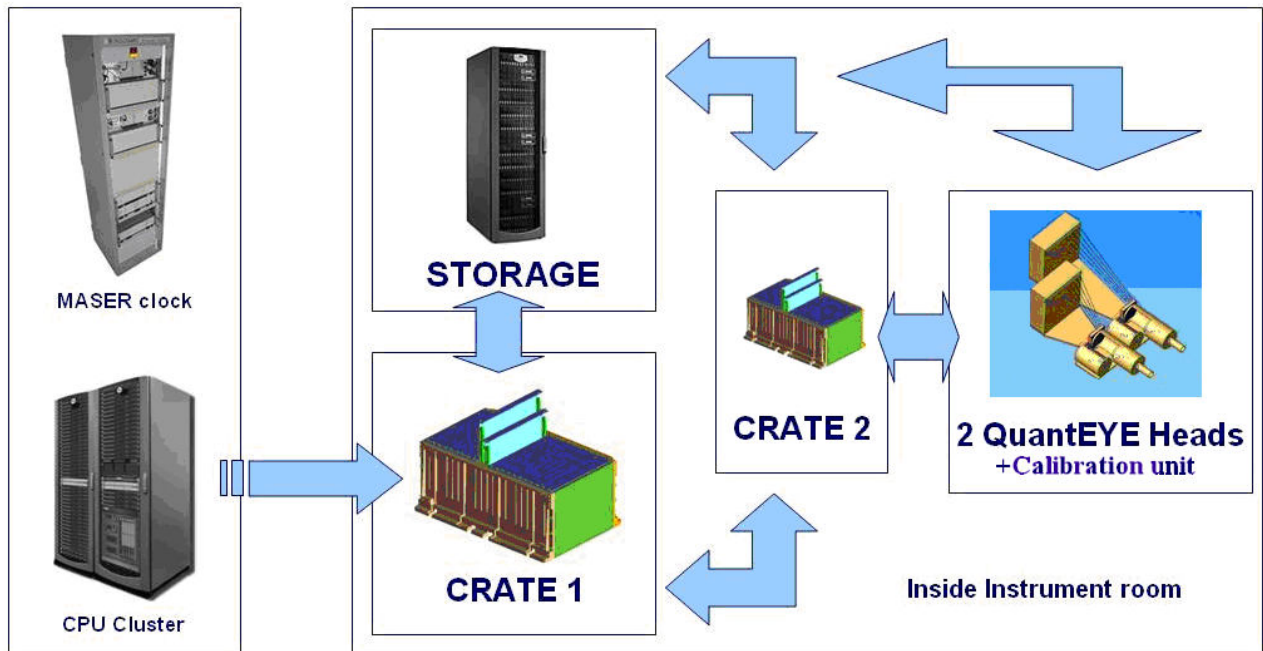 MASER clock
CPU Cluster
STORAGE
CRATE 1
CRATE 2
2 QuantEYE Heads
+Calibration unit
Inside Instrument room